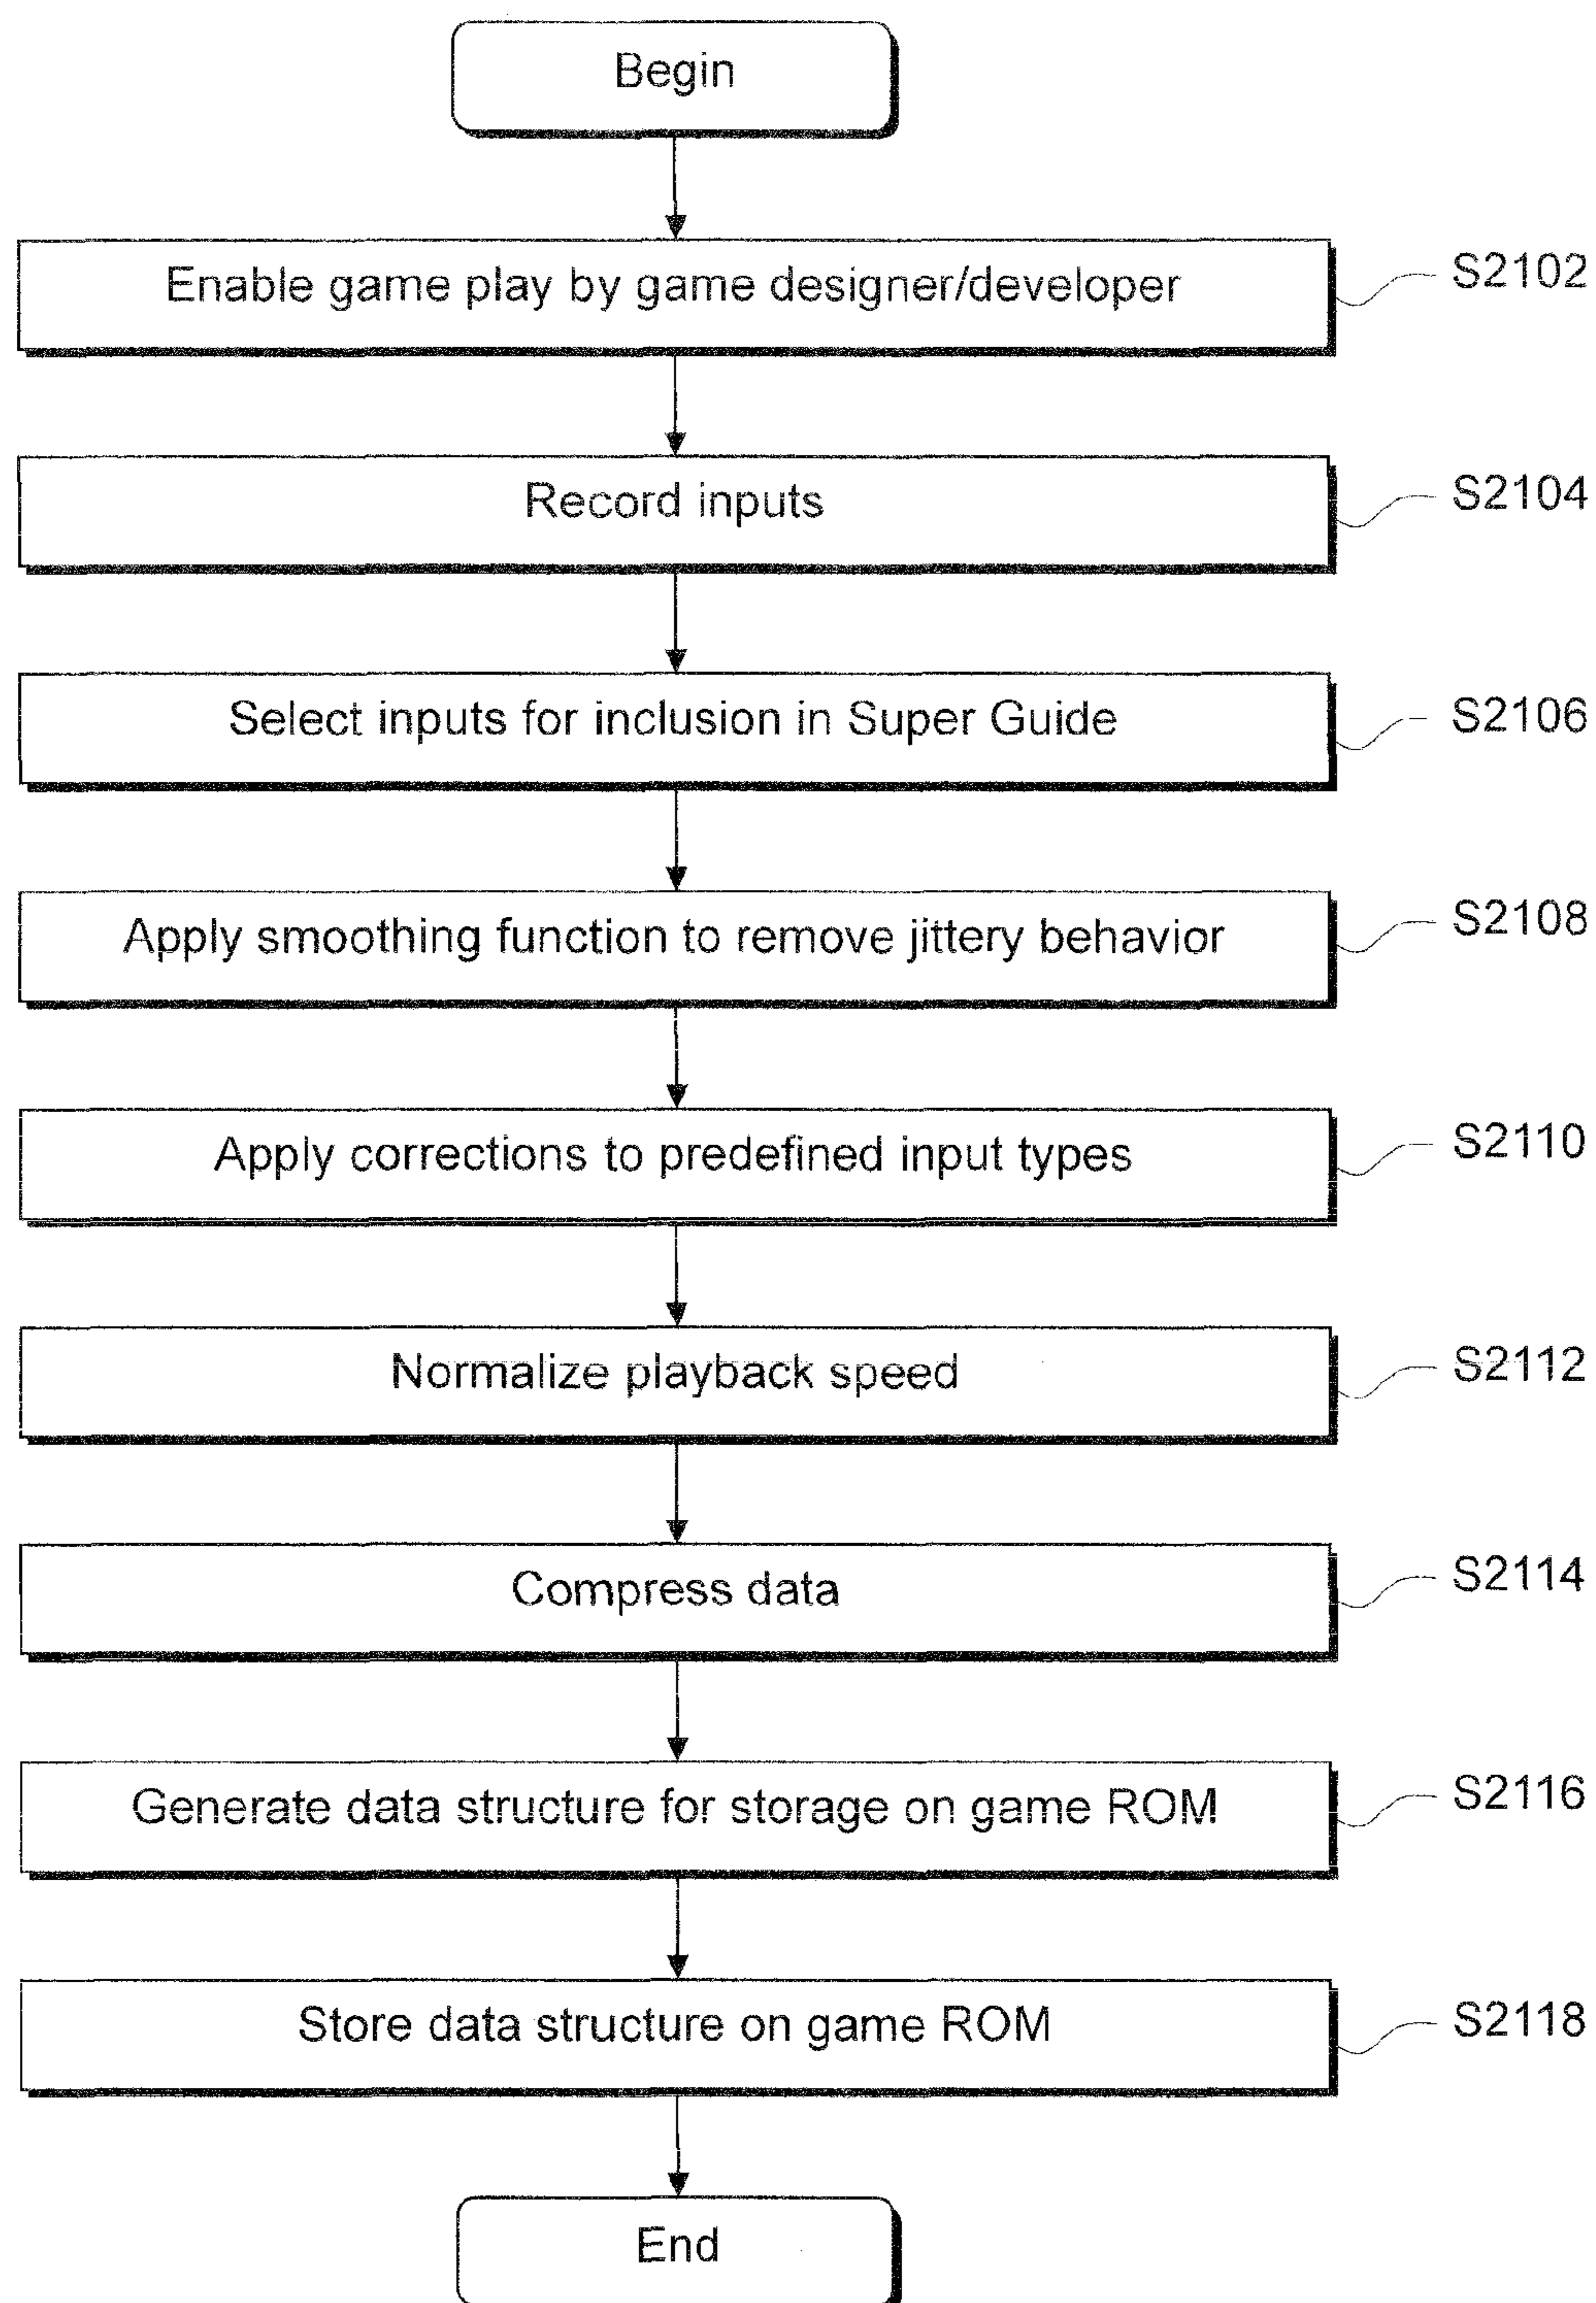 Begin
Enable game play by game designer/developer
S2102
Record inputs
S2104
Select inputs for inclusion in Super Guide
S2106
Apply smoothing function to remove jittery behavior
S2108
Apply corrections to predefined input types
S2110
Normalize playback speed
S2112
Compress data
S2114
Generate data structure for storage on game ROM
S2116
Store data structure on game ROM
S2118
End